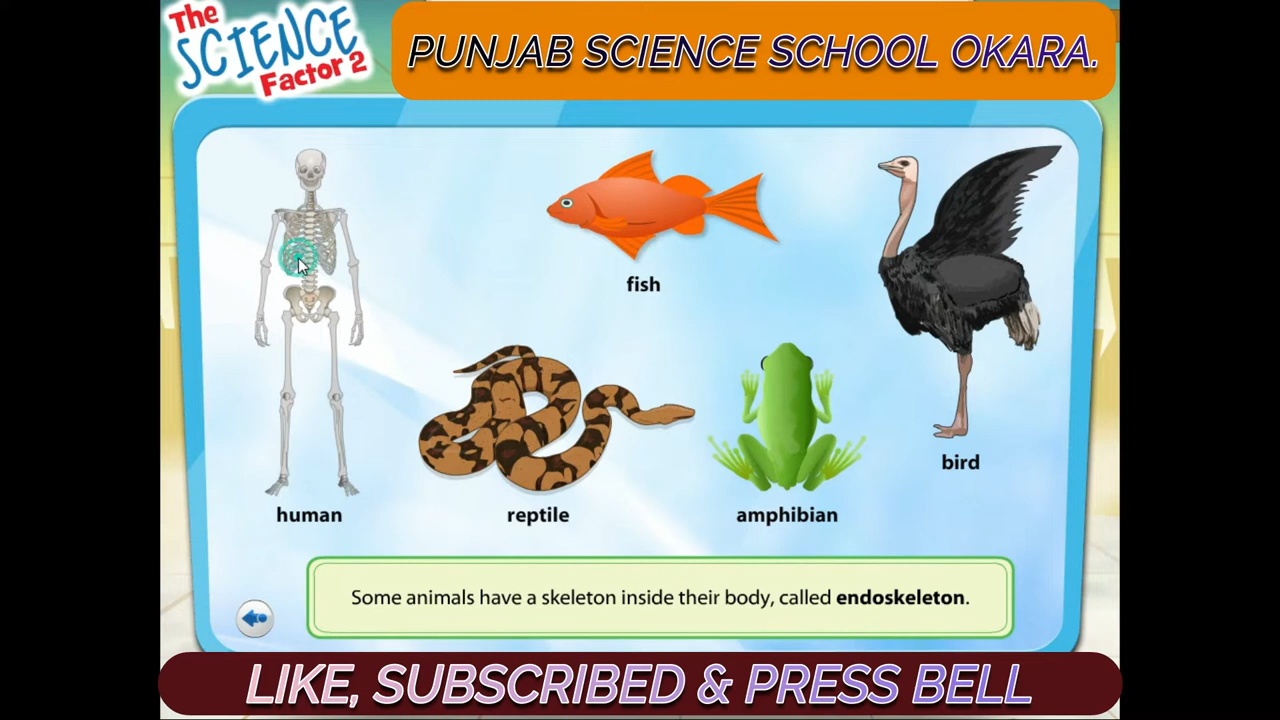 The
SCIENCE
Factor 2
PUNJAB SCIENCE SCHOOL OKARA.
fish
bird
human
reptile
amphibian
Some animals have a skeleton inside their body, called endoskeleton.
LIKE, SUBSCRIBED & PRESS BELL